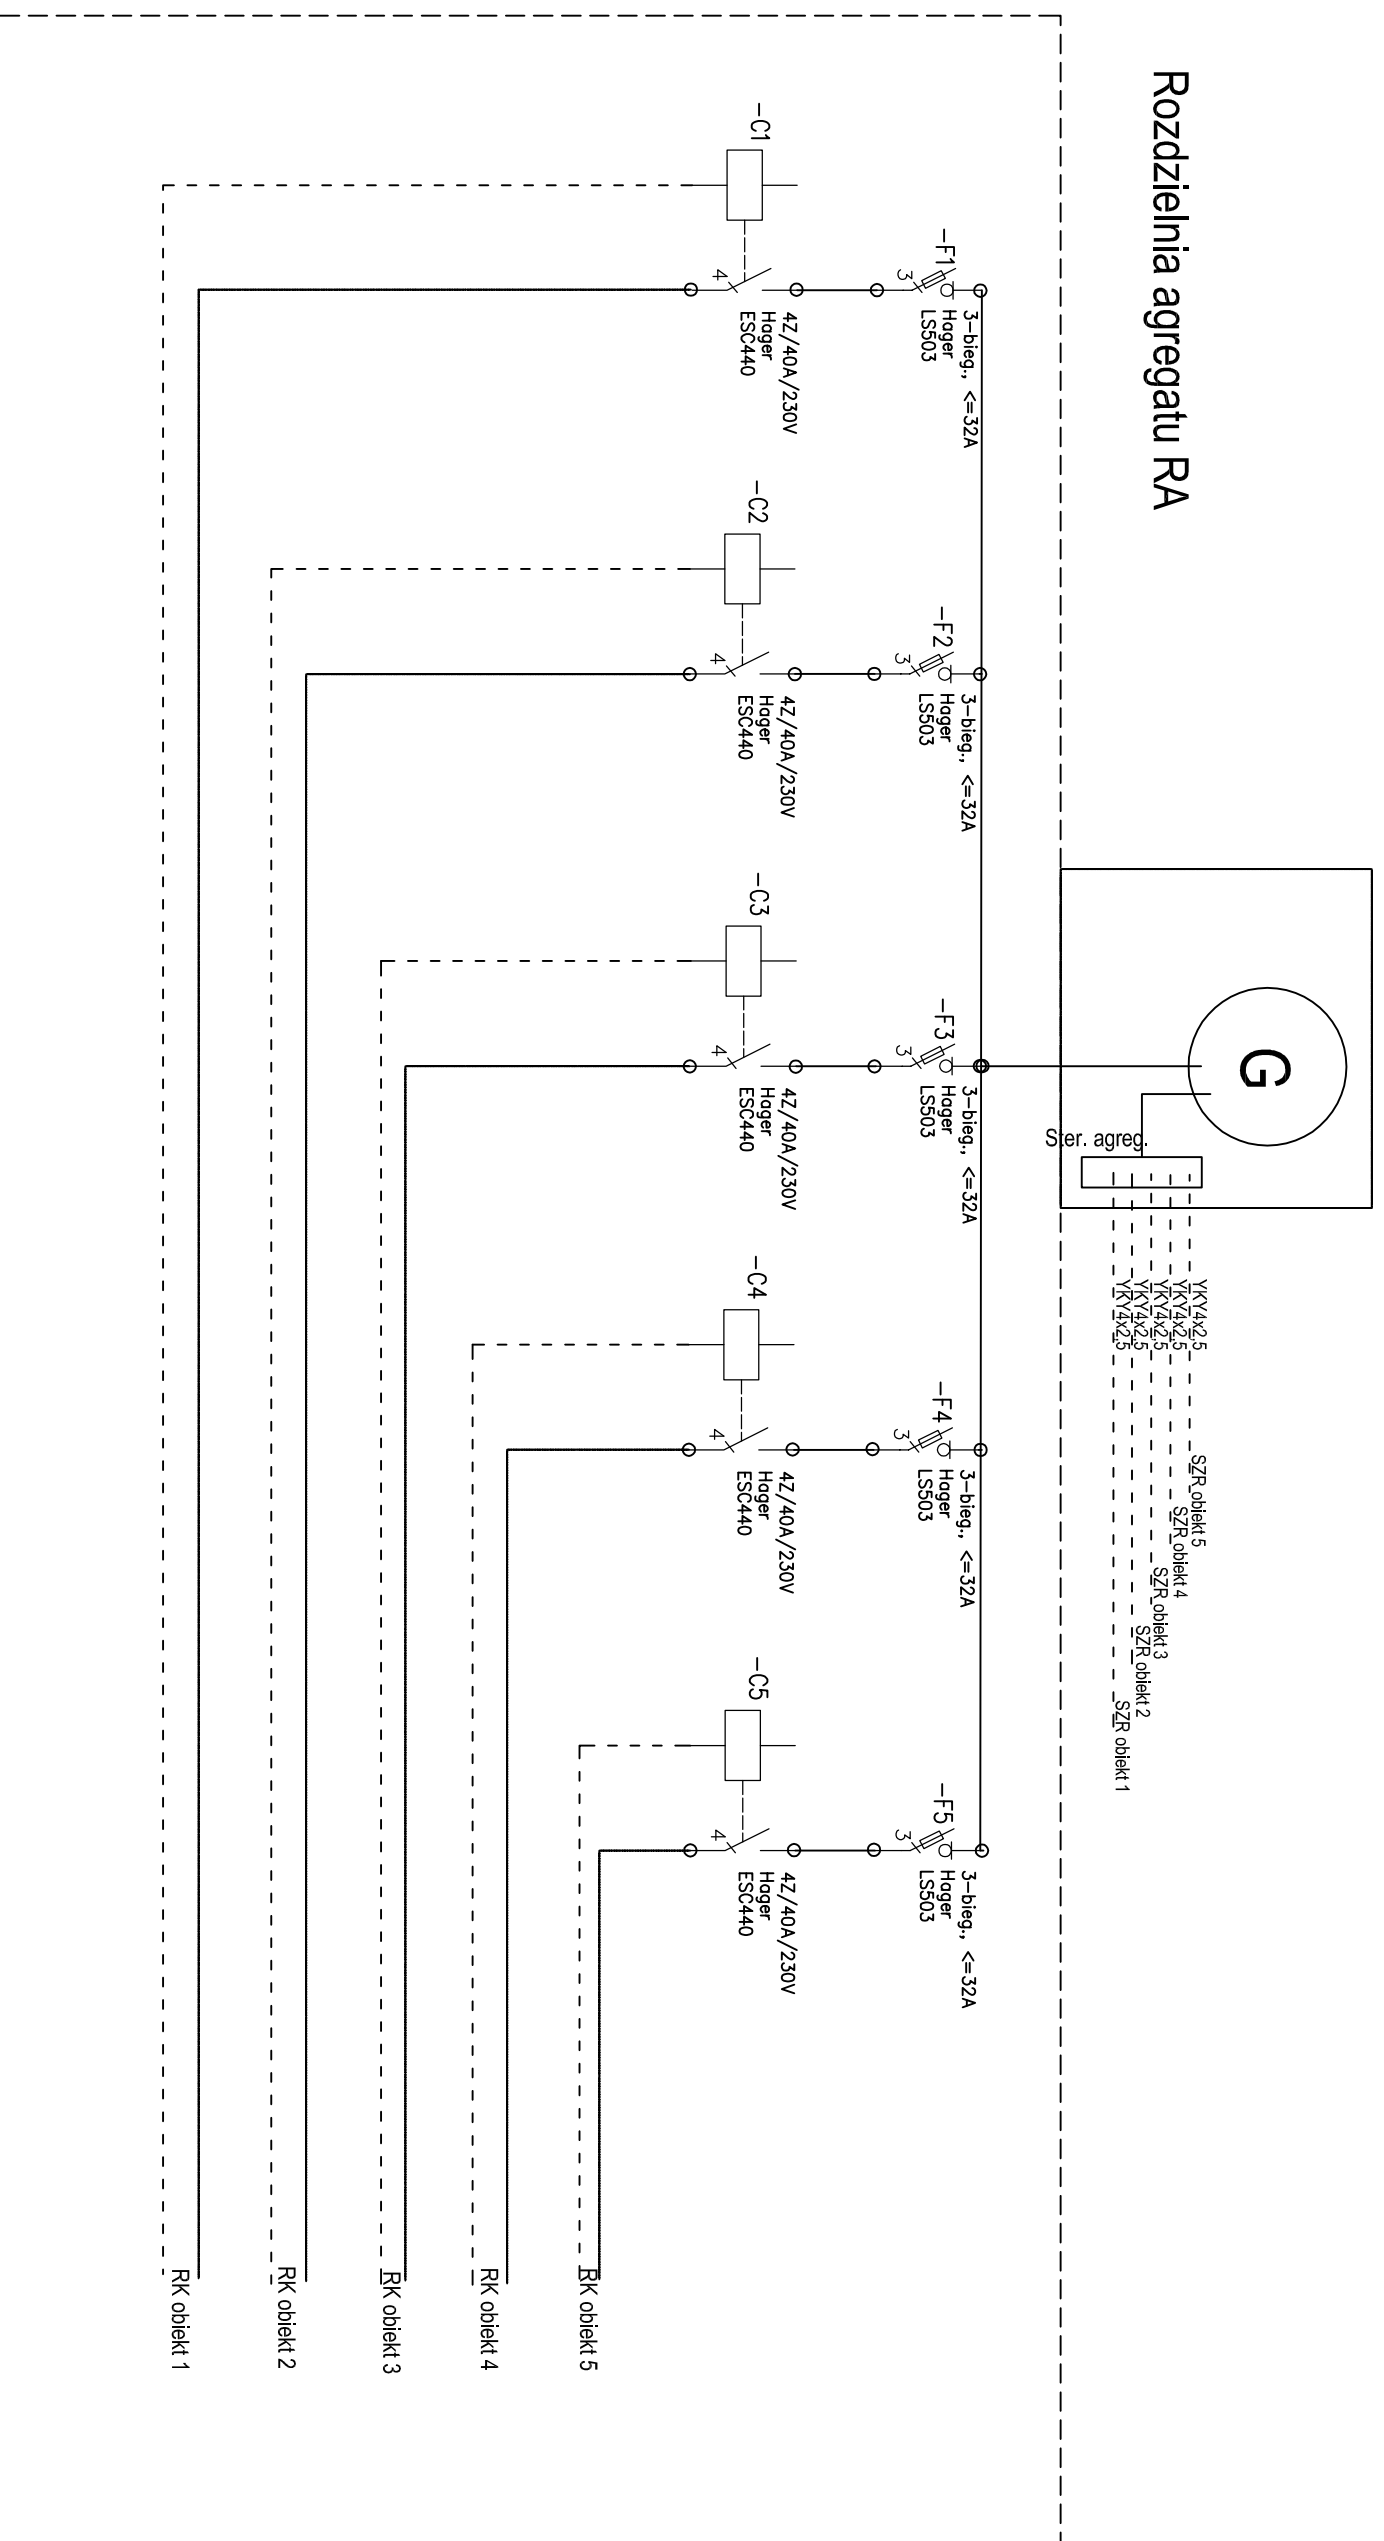 Rozdzielnia agregatu RA
G
Ster. agreg.
YKY4x2,5
YKY4x2,5
YKY4x2,5
YKY4x2,5
YKY4x2,5
SZR obiekt 5
SZR obiekt 4
SZR obiekt 3
SZR obiekt 2
SZR obiekt 1
-F1
3
3-bieg., <=32A
Hager
LS503
-F2
3
3-bieg., <=32A
Hager
LS503
-F3
3
3-bieg., <=32A
Hager
LS503
-F4
3
3-bieg., <=32A
Hager
LS503
-F5
3
3-bieg., <=32A
Hager
LS503
-C1
4
4Z/40A/230V
Hager
ESC440
-C2
4
4Z/40A/230V
Hager
ESC440
-C3
4
4Z/40A/230V
Hager
ESC440
-C4
4
4Z/40A/230V
Hager
ESC440
-C5
4
4Z/40A/230V
Hager
ESC440
RK obiekt 5
RK obiekt 4
RK obiekt 3
RK obiekt 2
RK obiekt 1